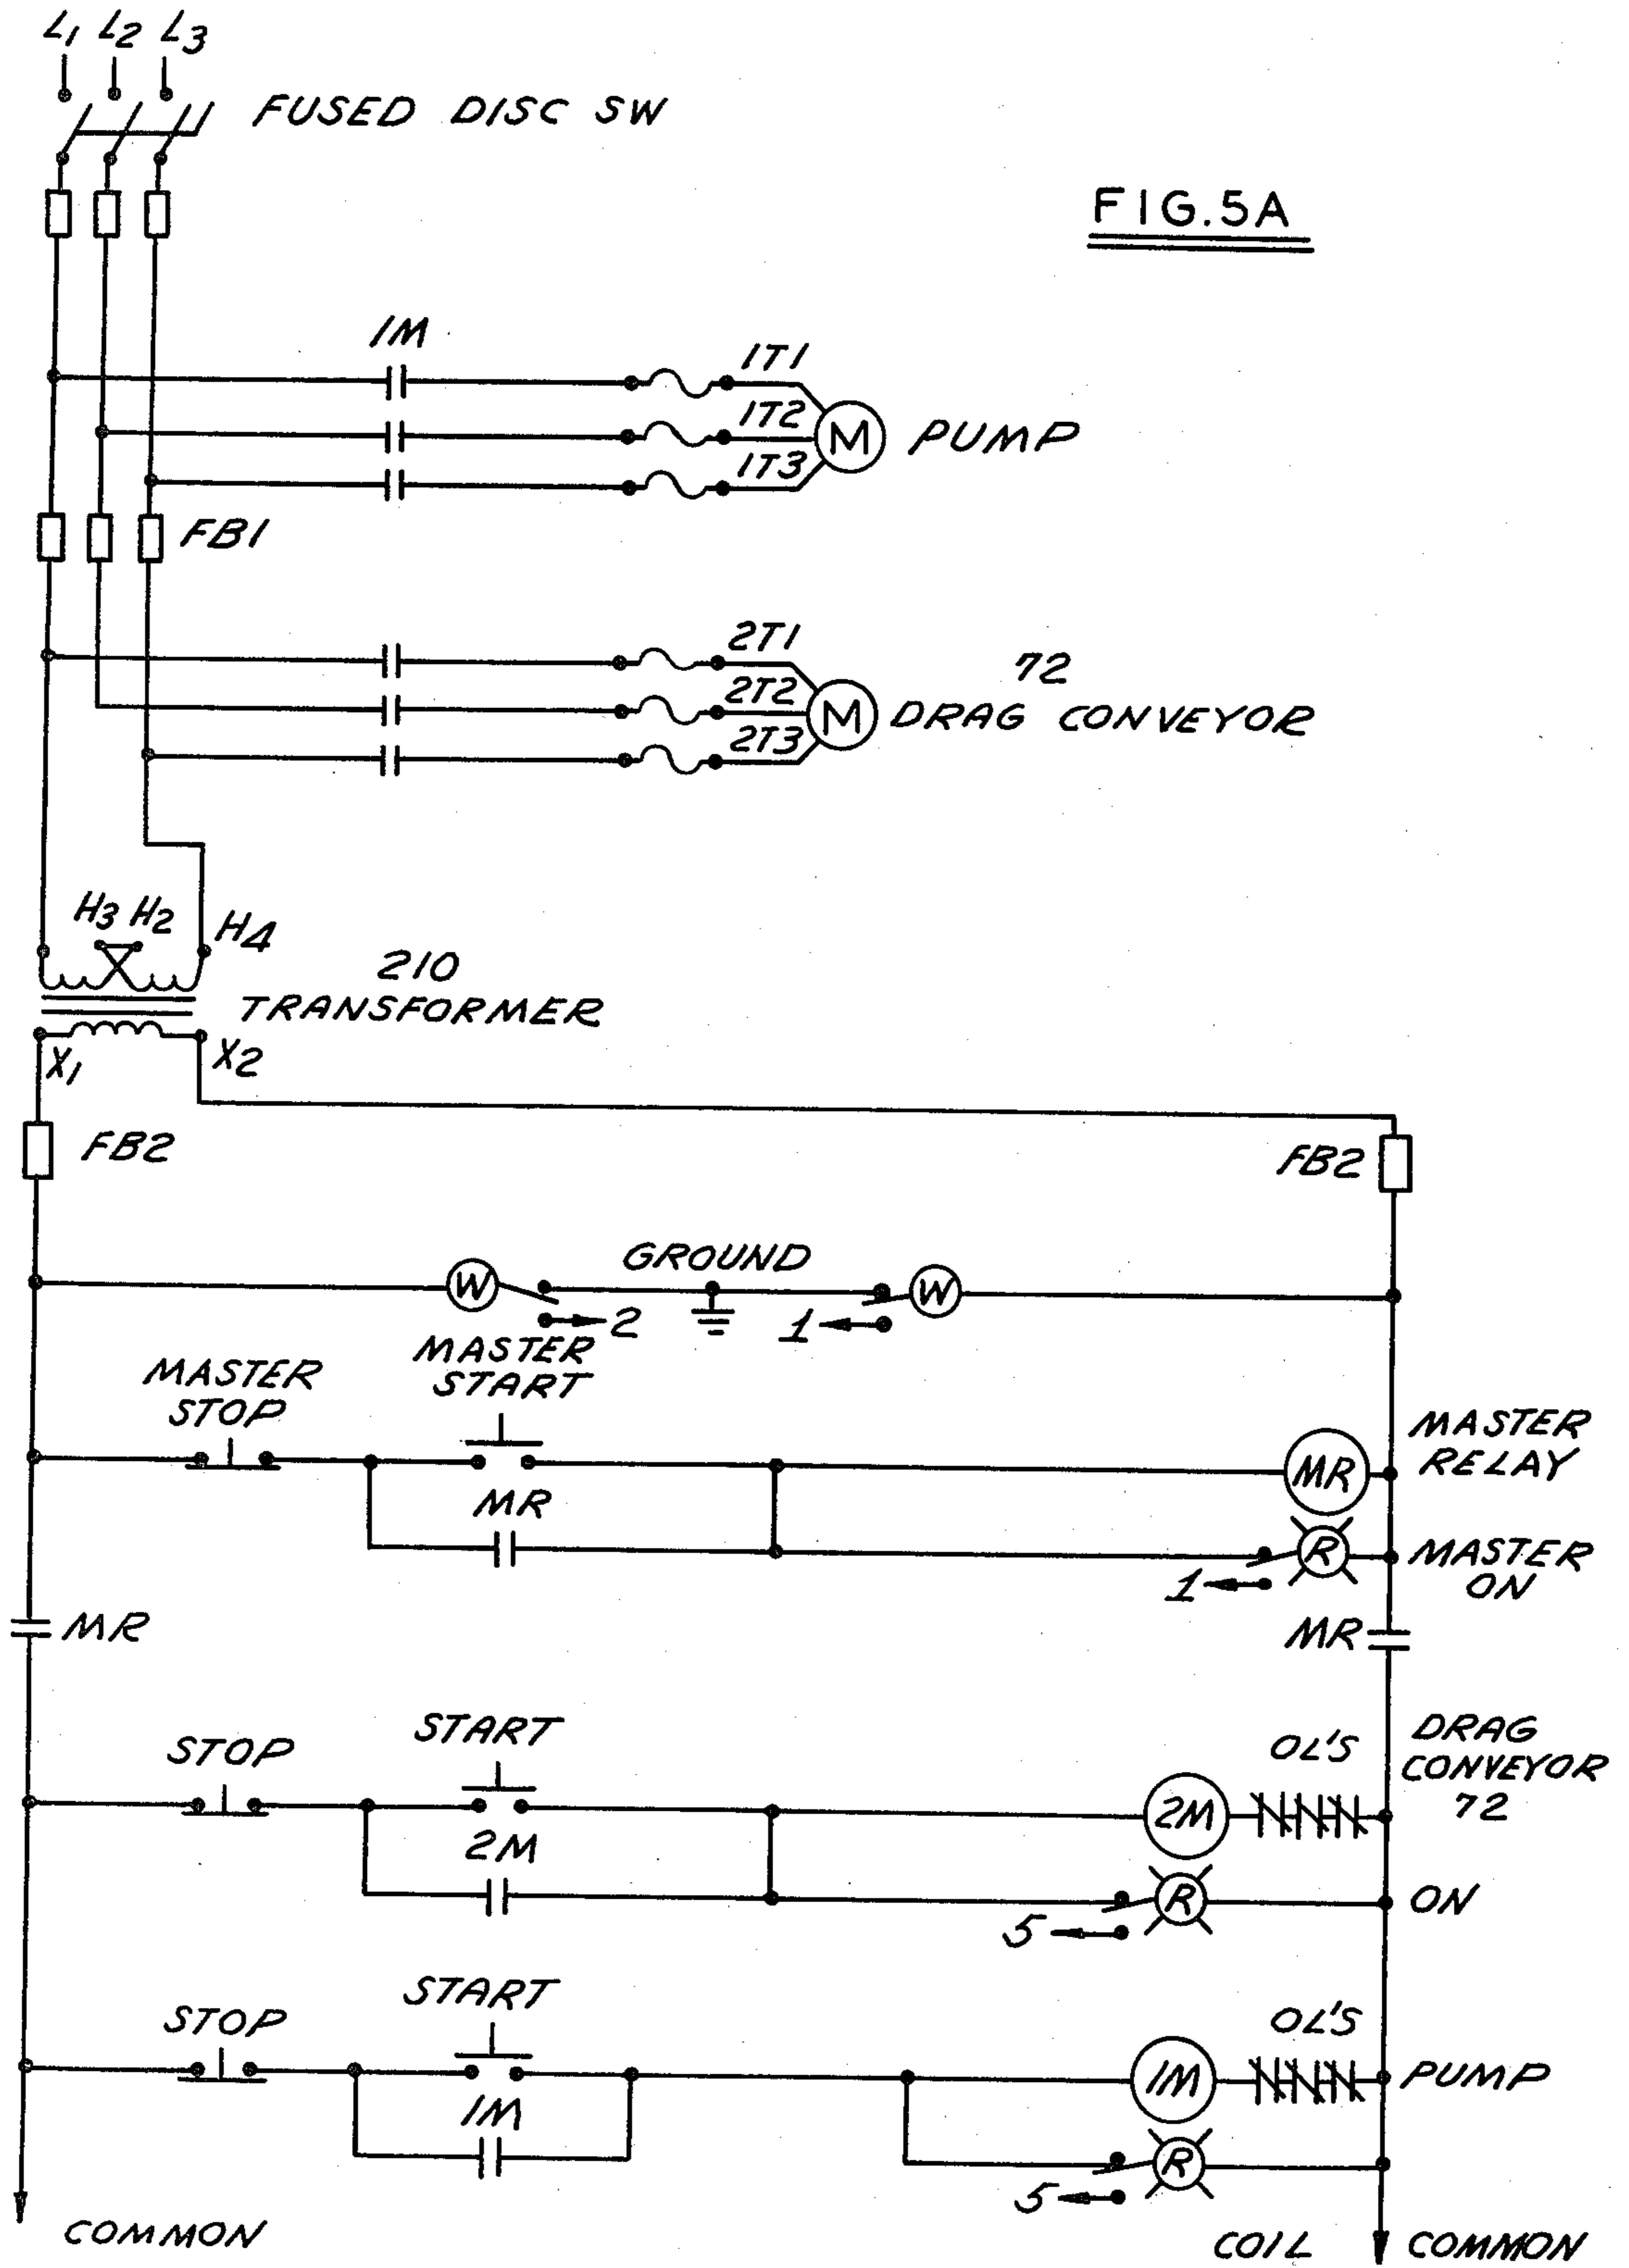 L1 L2 L3
FUSED DISC SW
FIG.5A
1M
1T1
1T2
M
PUMP
1T3
FB1
2T1
72
2T2
M
DRAG CONVEYOR
2T3
H3 H2
H4
210
TRANSFORMER
X1
X2
FB2
FB2
GROUND
W
W
2
1
MASTER
START
MASTER
STOP
MASTER
RELAY
MR
MR
R
MASTER
ON
1
MR
MR
START
STOP
OL'S
DRAG
CONVEYOR
72
2M
2M
R
ON
5
START
STOP
OL'S
1M
PUMP
1M
R
5
COMMON
COIL
COMMON